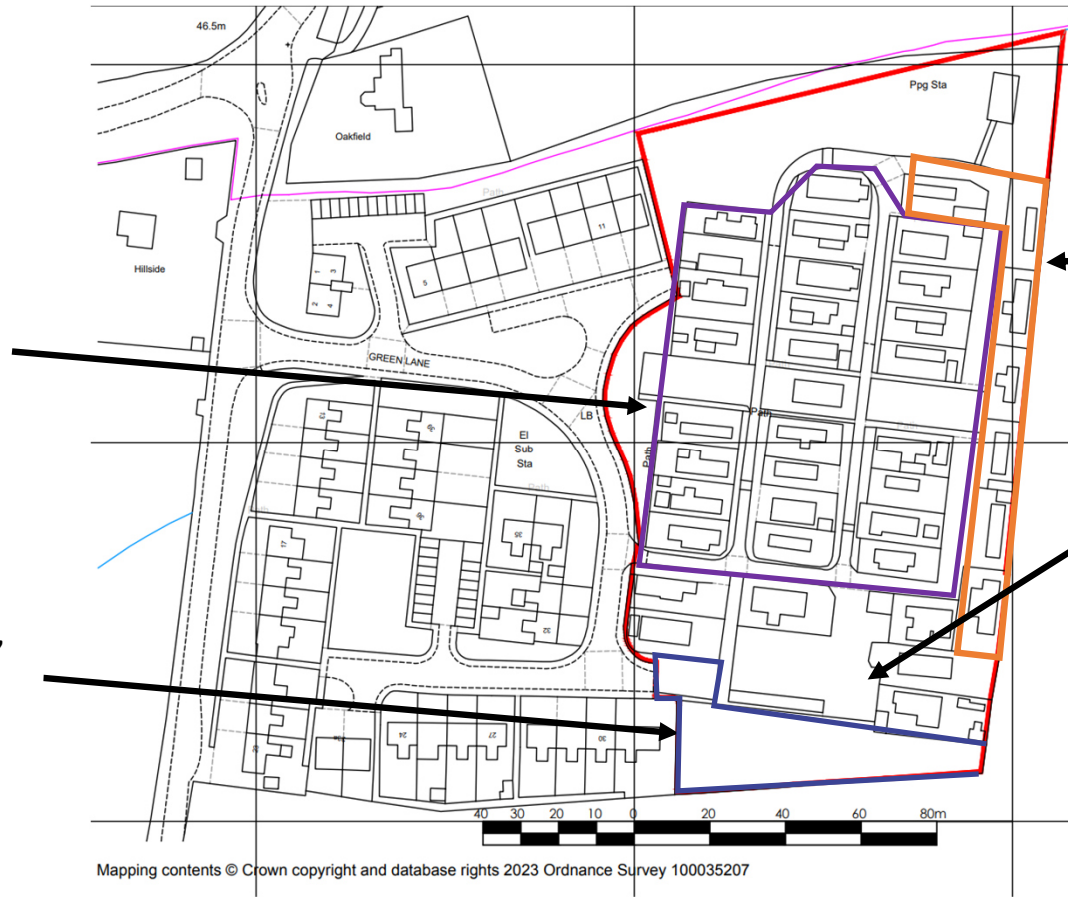 46.5m
Ppg Sta
Oakfield
Path
11
Hillside
1 3
5
2 4
GREEN LANE
LB
Path
13
El
Sub
Sta
Path
Path
Path
35
17
32
24
27
30
40 30 20 10 0 20 40 60 80m
Mapping contents © Crown copyright and database rights 2023 Ordnance Survey 100035207